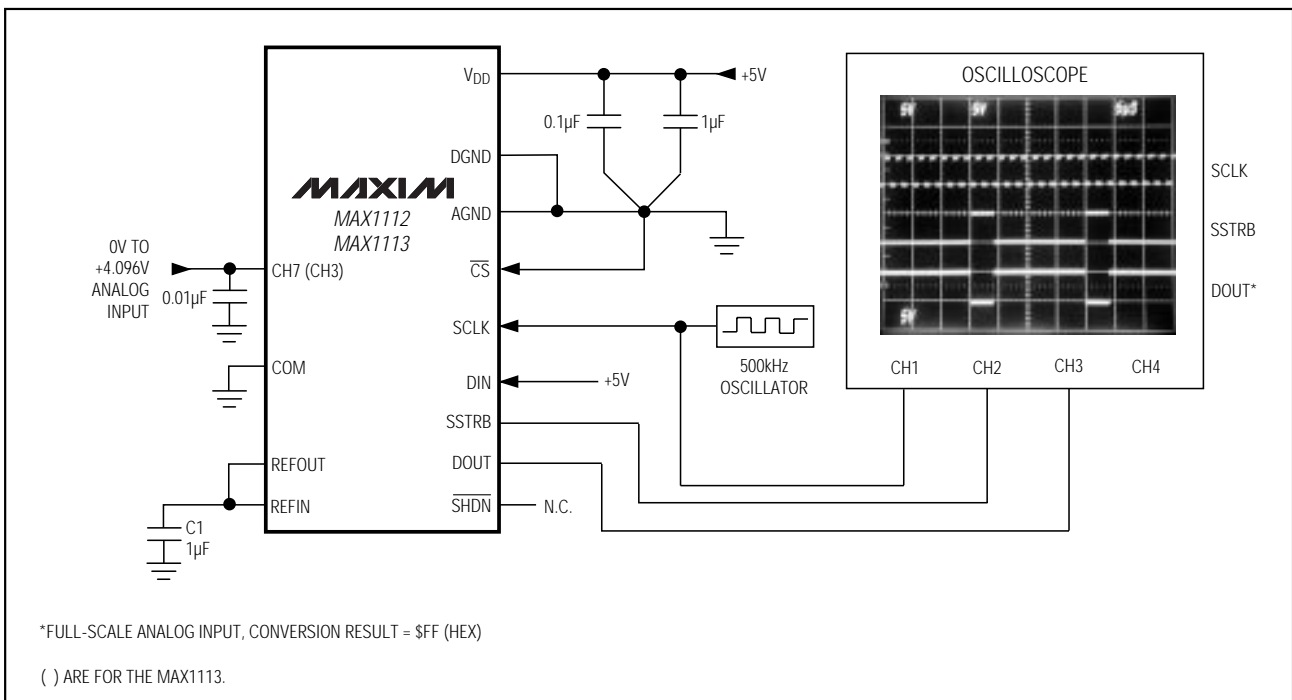 VDD
+5V
0.1µF
1µF
DGND
MAXIM
MAX1112
MAX1113
AGND
0V TO
+4.096V
ANALOG
INPUT
0.01µF
CH7 (CH3)
CS
SCLK
500kHz
OSCILLATOR
COM
DIN
+5V
SSTRB
REFOUT
DOUT
REFIN
SHDN
N.C.
C1
1µF
OSCILLOSCOPE
SCLK
SSTRB
DOUT*
CH1
CH2
CH3
CH4
*FULL-SCALE ANALOG INPUT, CONVERSION RESULT = $FF (HEX)
( ) ARE FOR THE MAX1113.